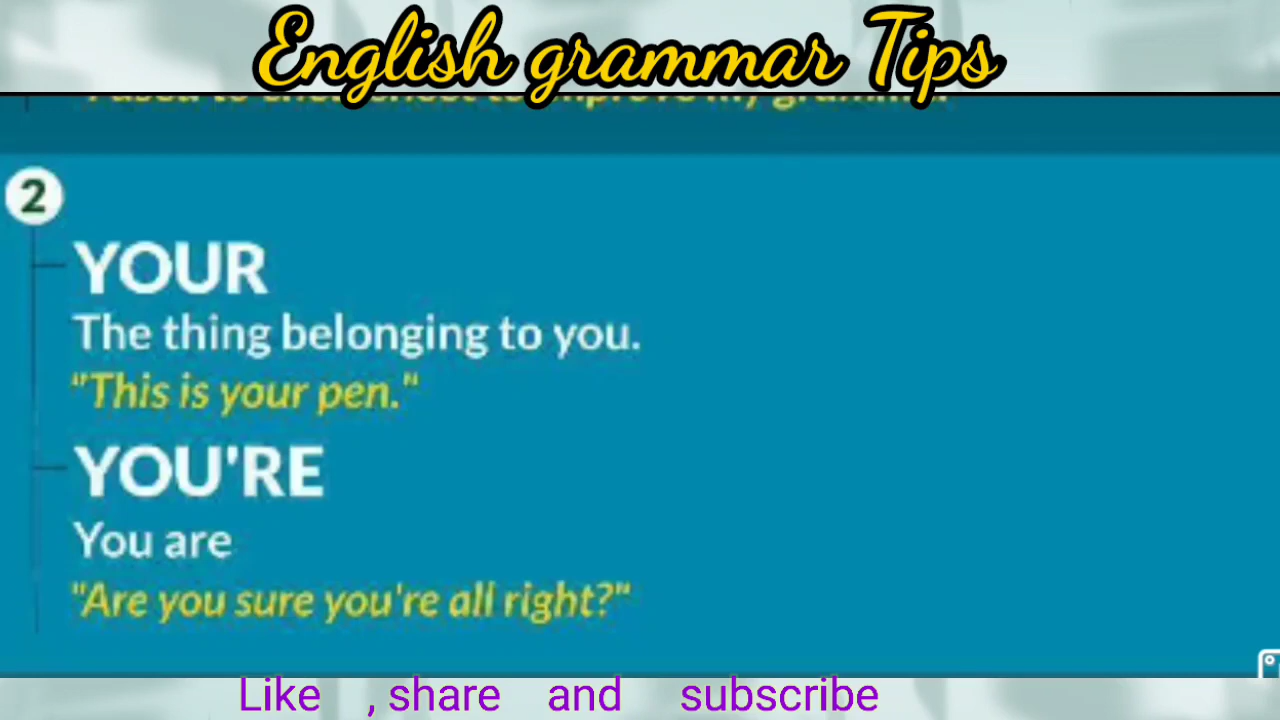 English grammar Tips
2
YOUR
The thing belonging to you.
"This is your pen."
YOU'RE
You are
"Are you sure you're all right?"
Like , share and subscribe